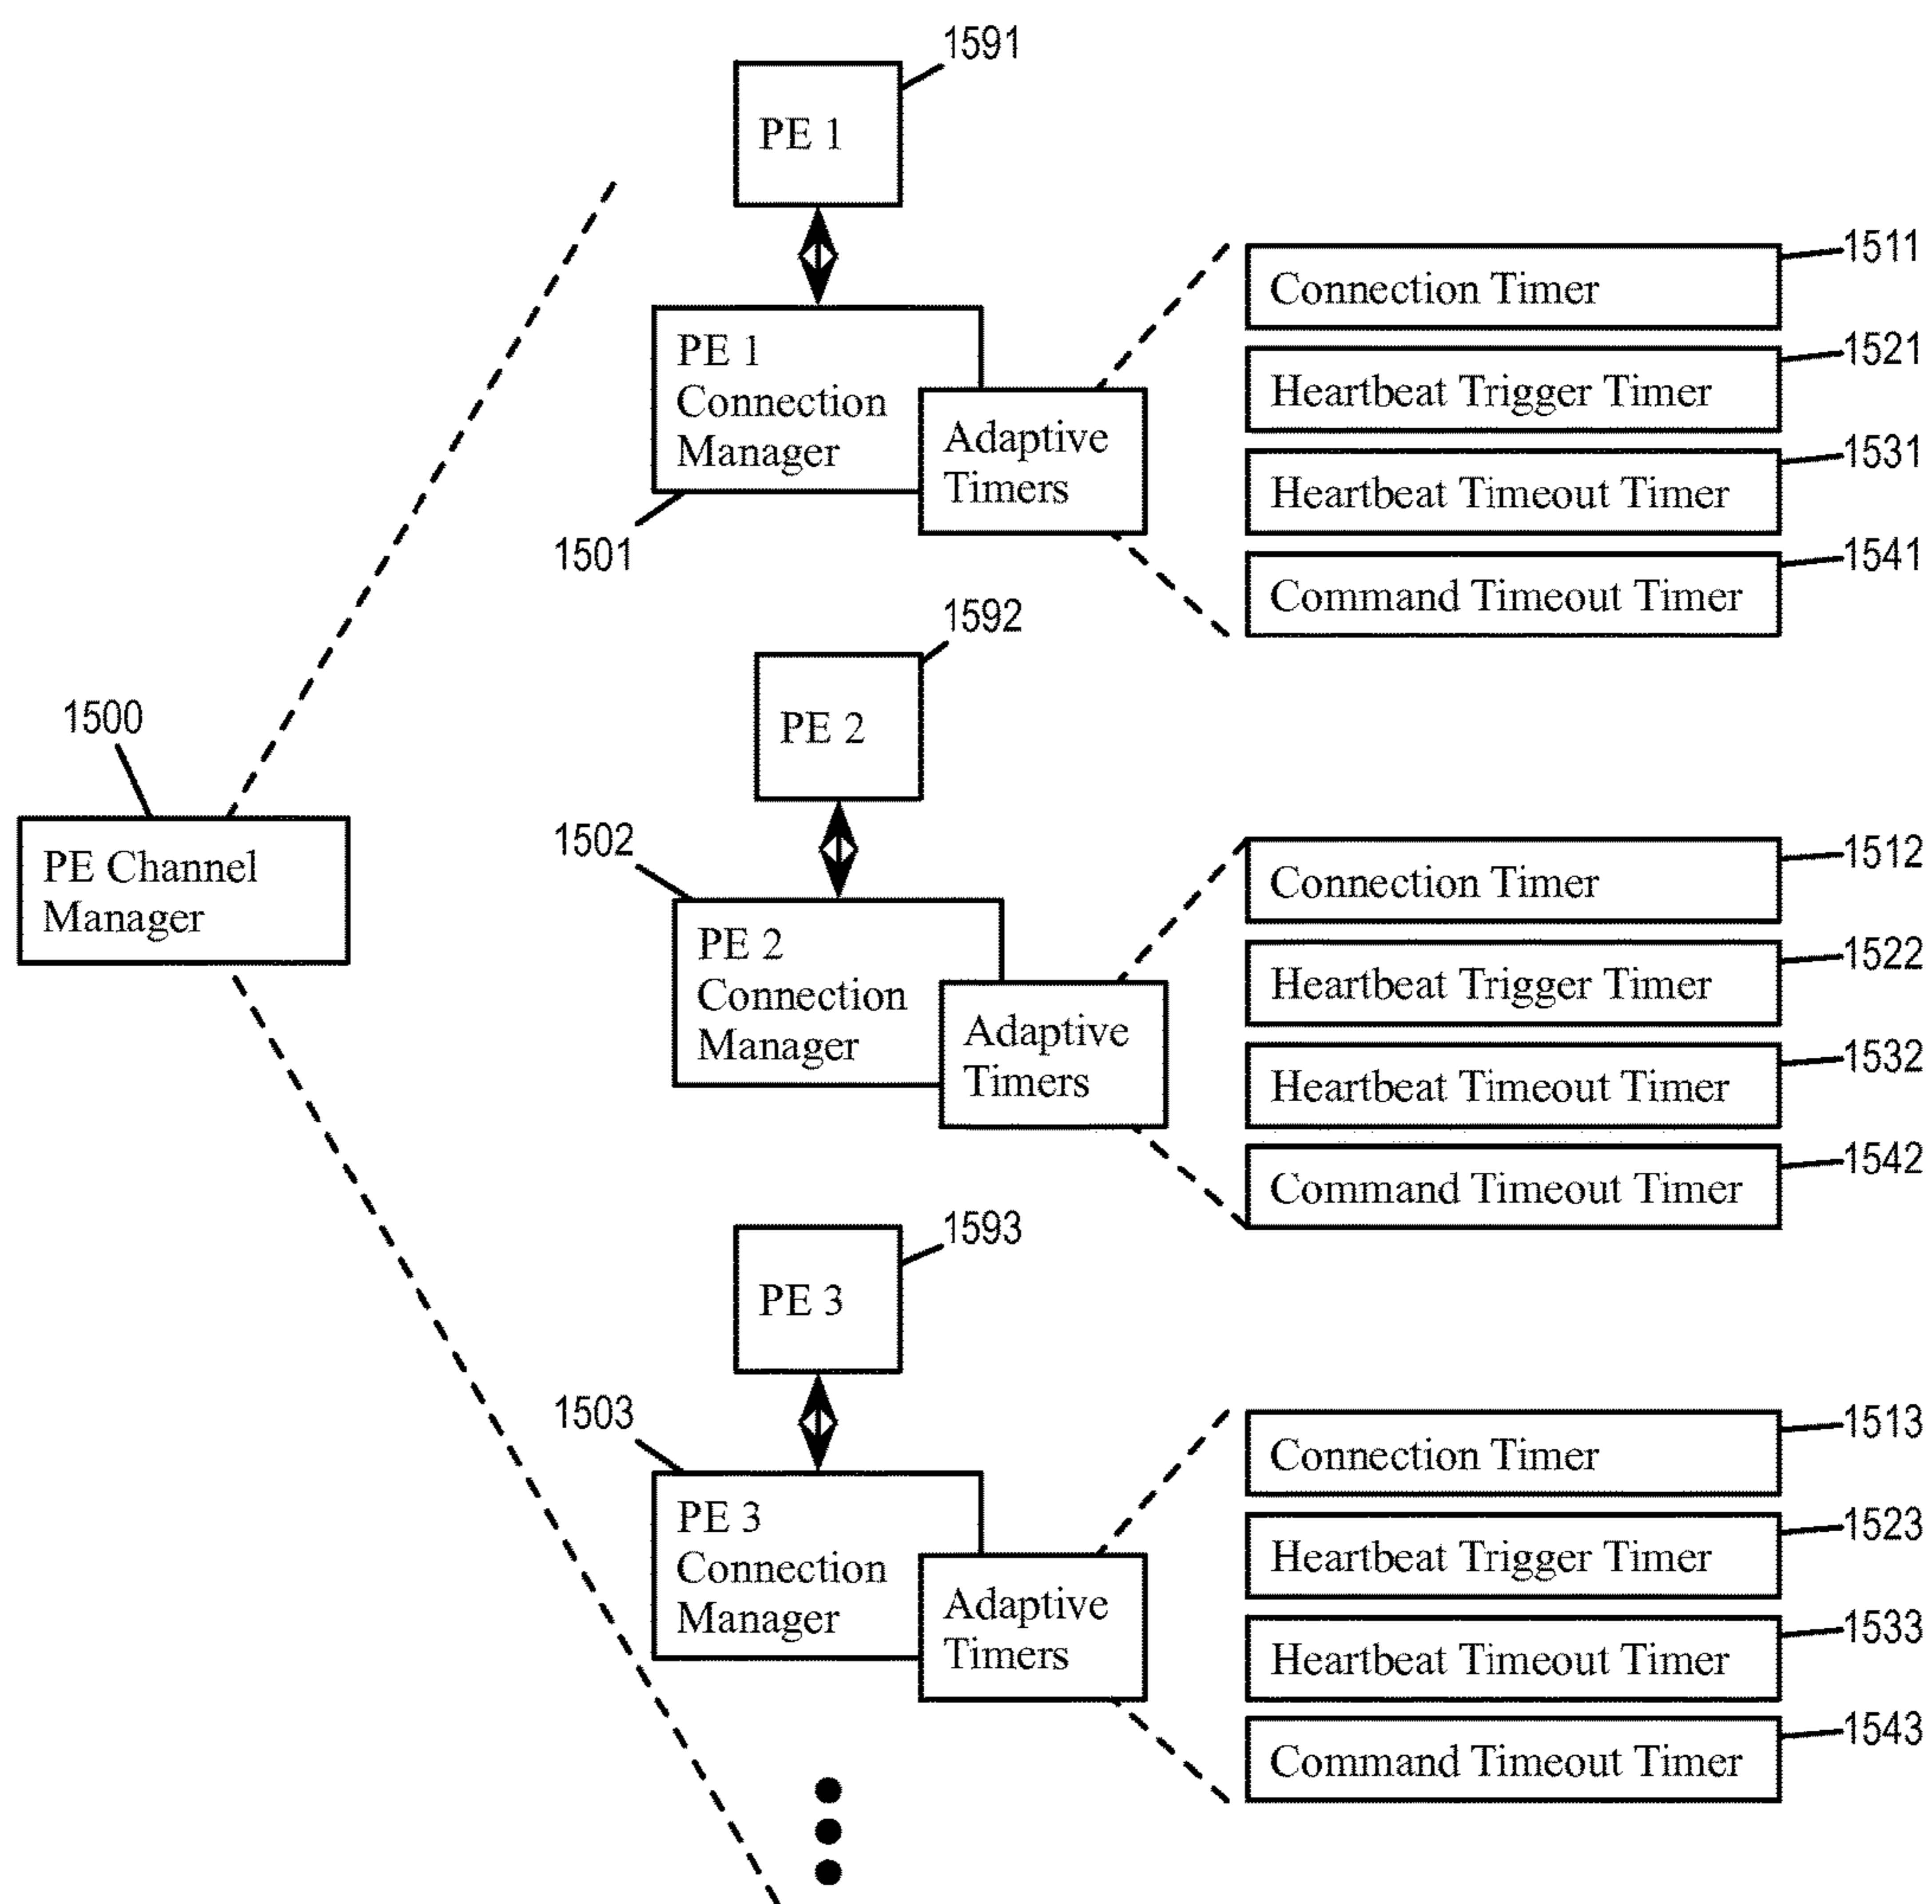 1591
PE 1
1511
Connection Timer
1521
PE 1
Connection
Manager
Heartbeat Trigger Timer
Adaptive
Timers
1531
Heartbeat Timeout Timer
1501
1541
Command Timeout Timer
1592
PE 2
1500
PE Channel
Manager
1502
1512
Connection Timer
PE 2
Connection
Manager
1522
Heartbeat Trigger Timer
Adaptive
Timers
1532
Heartbeat Timeout Timer
1542
Command Timeout Timer
1593
PE 3
1503
1513
Connection Timer
PE 3
Connection
Manager
1523
Heartbeat Trigger Timer
Adaptive
Timers
1533
Heartbeat Timeout Timer
1543
Command Timeout Timer